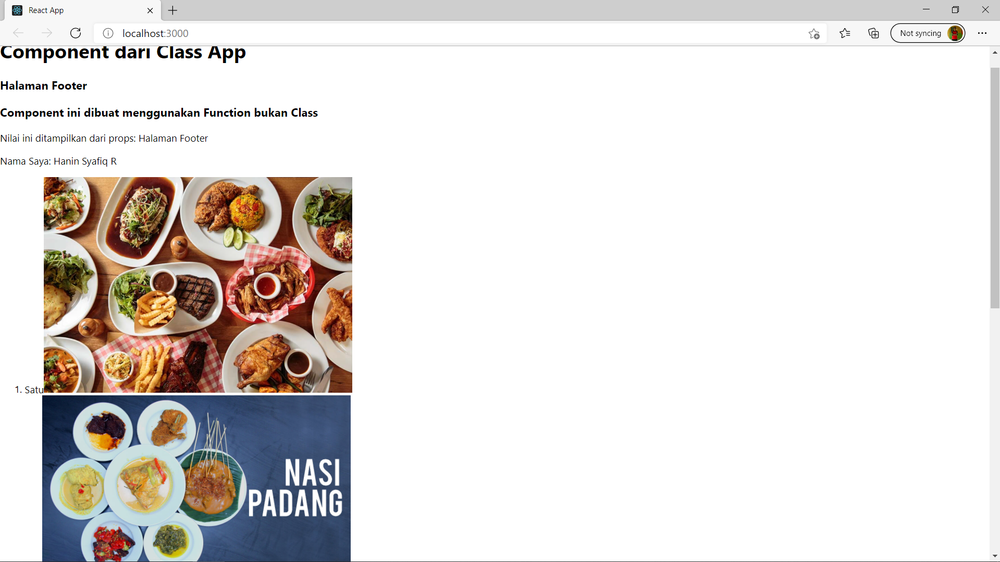 React App
localhost:3000
Not syncing
Component dari Class App
Halaman Footer
Component ini dibuat menggunakan Function bukan Class
Nilai ini ditampilkan dari props: Halaman Footer
Nama Saya: Hanin Syafiq R
1. Satu
NASI
PADANG